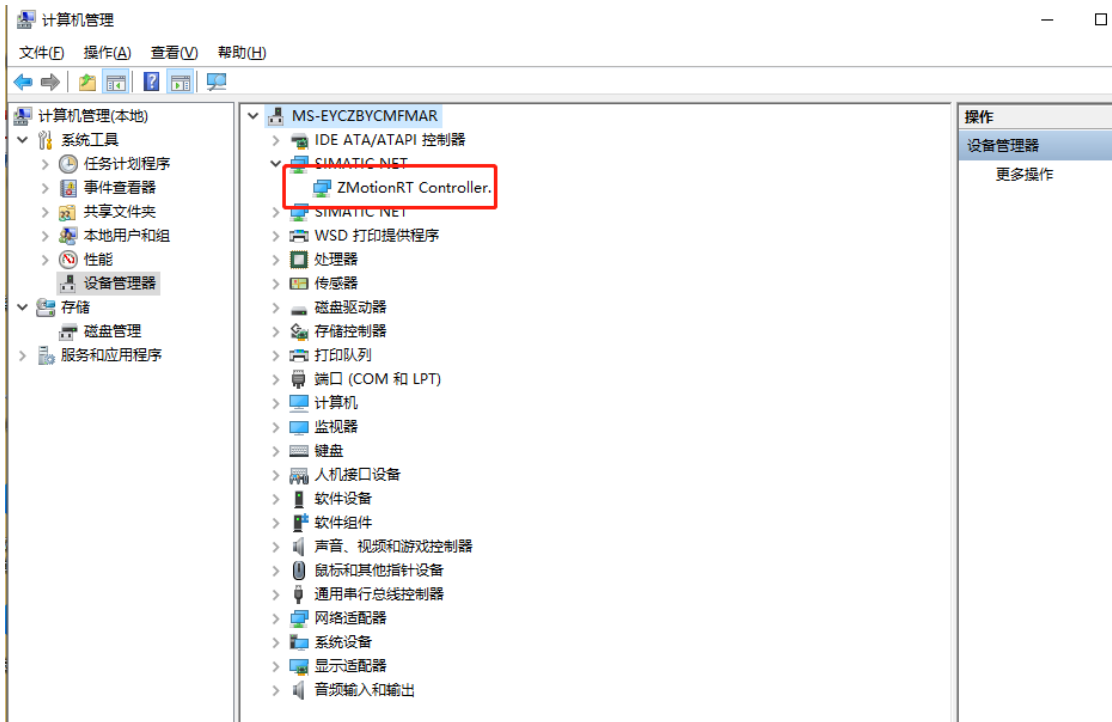 计算机管理
文件(F) 操作(A) 查看(V) 帮助(H)
计算机管理(本地)
系统工具
任务计划程序
事件查看器
共享文件夹
本地用户和组
性能
设备管理器
存储
磁盘管理
服务和应用程序
MS-EYCZBYCMFMAR
IDE ATA/ATAPI 控制器
SIMATIC NET
ZMotionRT Controller.
SIMATIC NET
WSD 打印提供程序
处理器
传感器
磁盘驱动器
存储控制器
打印队列
端口 (COM 和 LPT)
计算机
监视器
键盘
人机接口设备
软件设备
软件组件
声音、视频和游戏控制器
鼠标和其他指针设备
通用串行总线控制器
网络适配器
系统设备
显示适配器
音频输入和输出
操作
设备管理器
更多操作